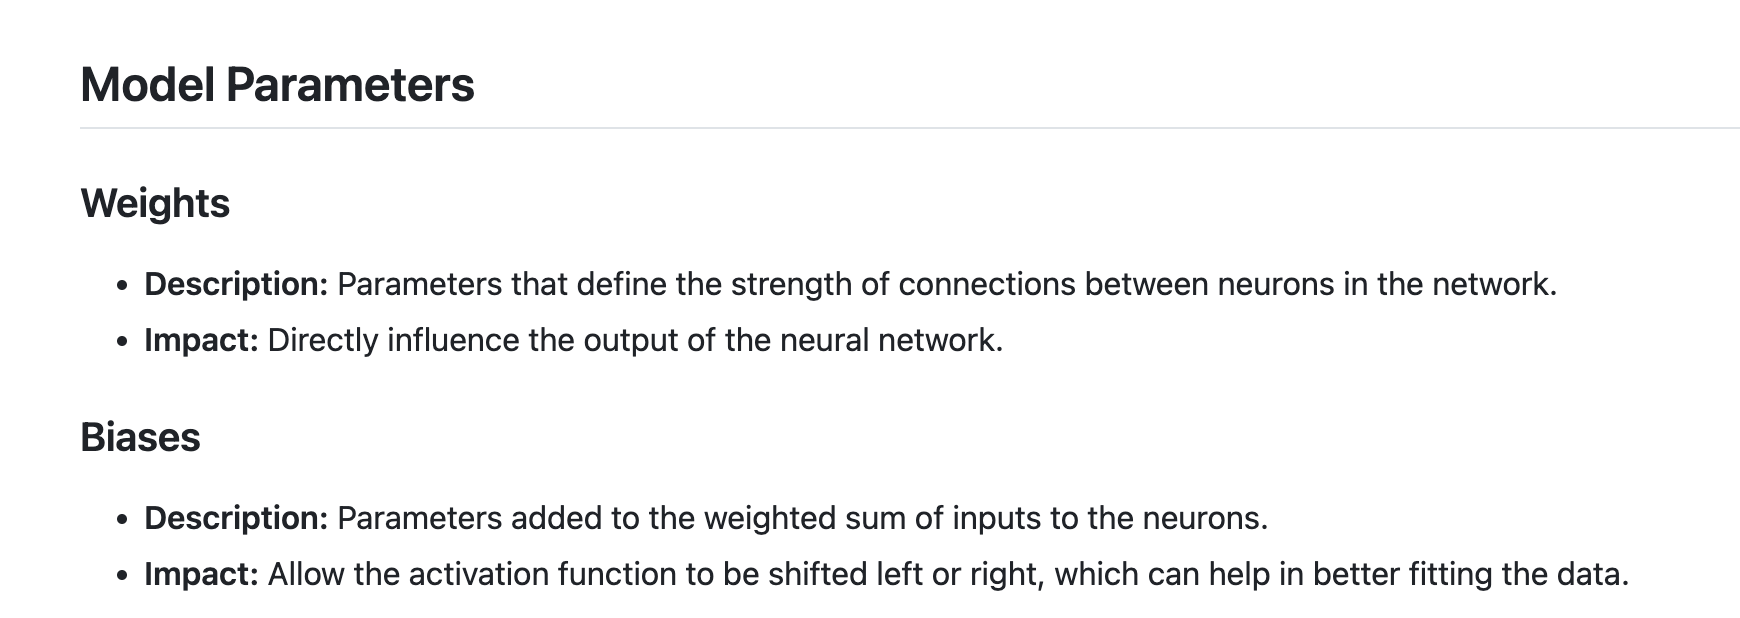 Model Parameters
Weights
• Description: Parameters that define the strength of connections between neurons in the network.
• Impact: Directly influence the output of the neural network.
Biases
• Description: Parameters added to the weighted sum of inputs to the neurons.
• Impact: Allow the activation function to be shifted left or right, which can help in better fitting the data.